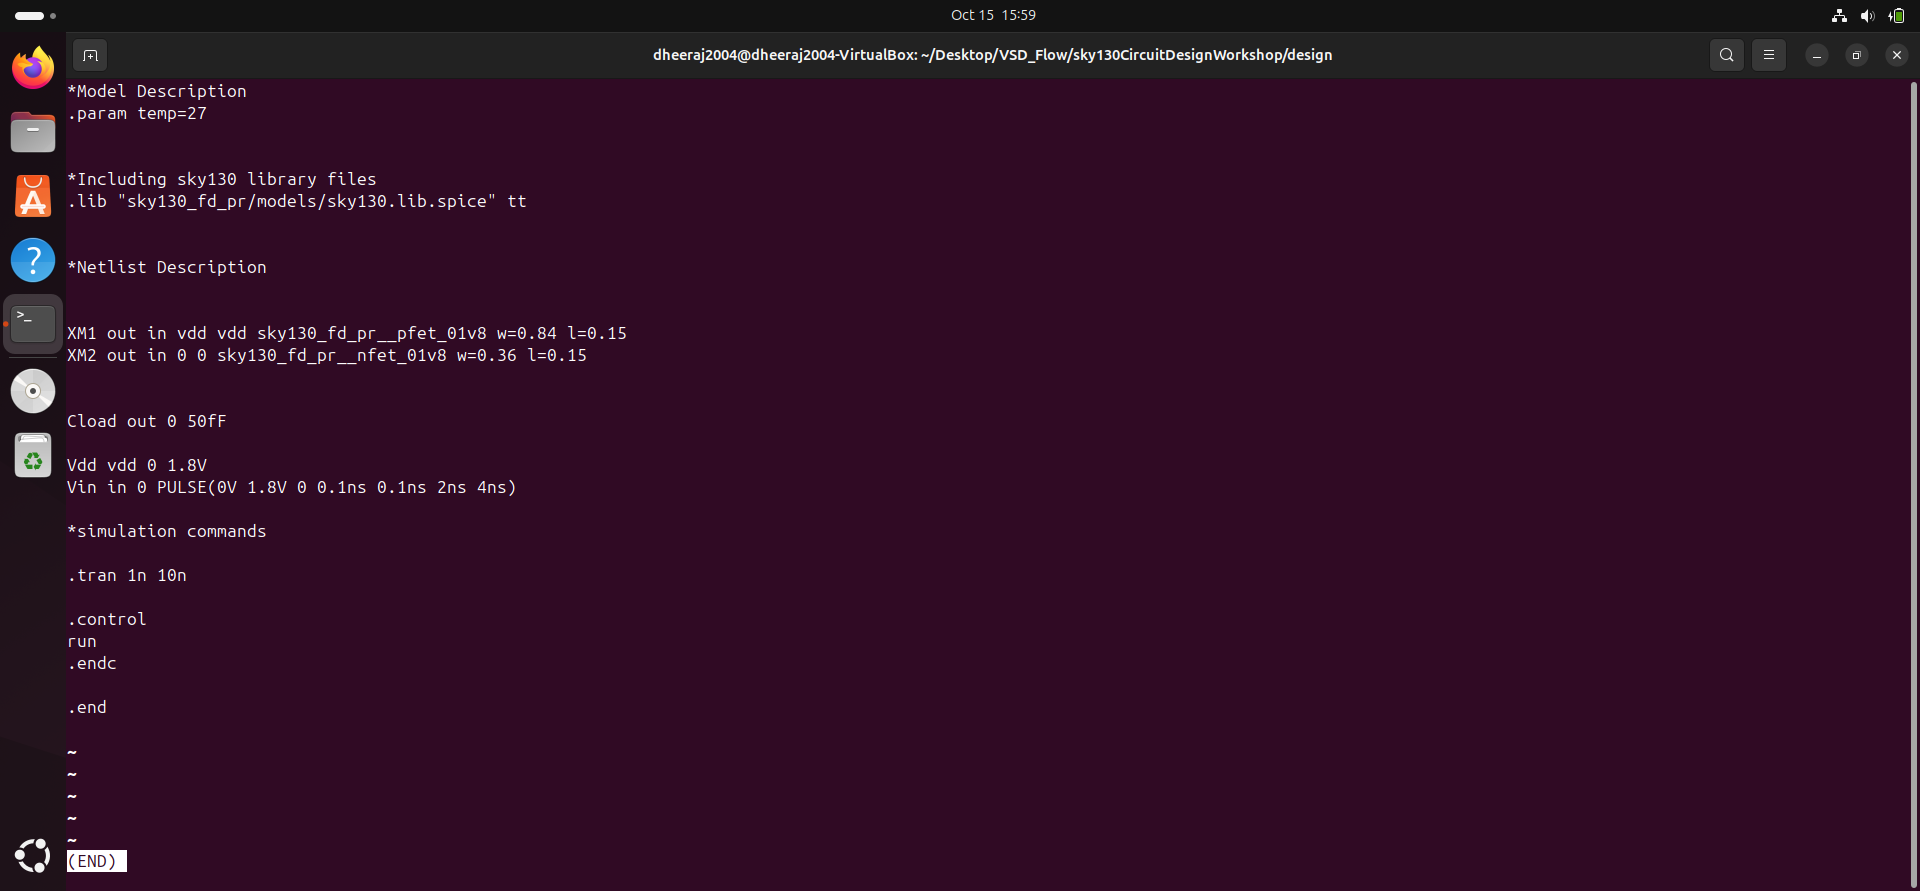 Oct 15 15:59
dheeraj2004@dheeraj2004-VirtualBox: ~/Desktop/VSD_Flow/sky130CircuitDesignWorkshop/design
*Model Description
.param temp=27
*Including sky130 library files
.lib "sky130_fd_pr/models/sky130.lib.spice" tt
*Netlist Description
XM1 out in vdd vdd sky130_fd_pr__pfet_01v8 w=0.84 l=0.15
XM2 out in 0 0 sky130_fd_pr__nfet_01v8 w=0.36 l=0.15
Cload out 0 50fF
Vdd vdd 0 1.8V
Vin in 0 PULSE(0V 1.8V 0 0.1ns 0.1ns 2ns 4ns)
*simulation commands
.tran 1n 10n
.control
run
.endc
.end
~
~
~
~
~
(END)